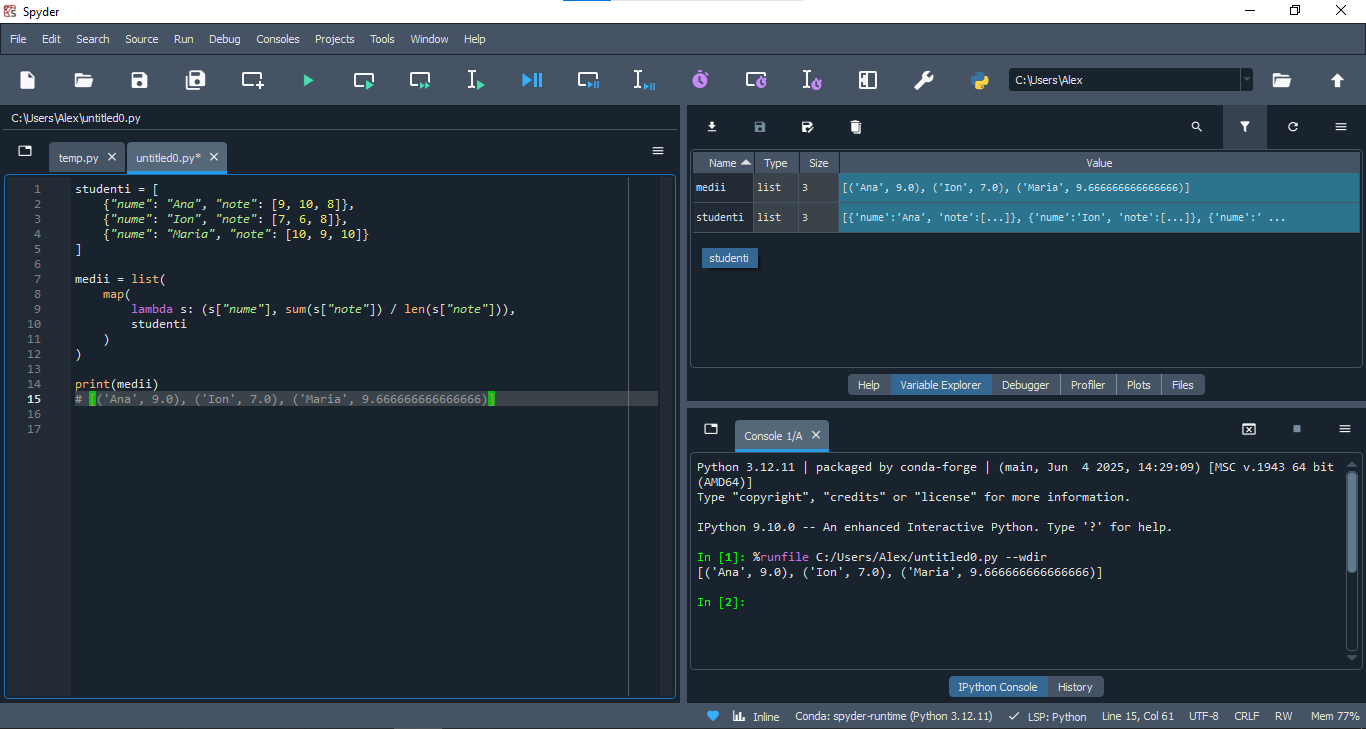 Spyder
File Edit Search Source Run Debug Consoles Projects Tools Window Help
C:\Users\Alex
C:\Users\Alex\untitled0.py
temp.py untitled0.py*
1 studenti = [
2     {"nume": "Ana", "note": [9, 10, 8]},
3     {"nume": "Ion", "note": [7, 6, 8]},
4     {"nume": "Maria", "note": [10, 9, 10]}
5 ]
6
7 medii = list(
8     map(
9         lambda s: (s["nume"], sum(s["note"]) / len(s["note"])),
10         studenti
11     )
12 )
13
14 print(medii)
15 # [('Ana', 9.0), ('Ion', 7.0), ('Maria', 9.666666666666666)]
16
17
Name Type Size Value
medii list 3 [('Ana', 9.0), ('Ion', 7.0), ('Maria', 9.666666666666666)]
studenti list 3 [{'nume':'Ana', 'note':[...]}, {'nume':'Ion', 'note':[...]}, {'nume':' ...
studenti
Help Variable Explorer Debugger Profiler Plots Files
Console 1/A
Python 3.12.11 | packaged by conda-forge | (main, Jun  4 2025, 14:29:09) [MSC v.1943 64 bit
(AMD64)]
Type "copyright", "credits" or "license" for more information.
IPython 9.10.0 -- An enhanced Interactive Python. Type '?' for help.
In [1]: %runfile C:/Users/Alex/untitled0.py --wdir
[('Ana', 9.0), ('Ion', 7.0), ('Maria', 9.666666666666666)]
In [2]:
IPython Console History
Inline Conda: spyder-runtime (Python 3.12.11) LSP: Python Line 15, Col 61 UTF-8 CRLF RW Mem 77%